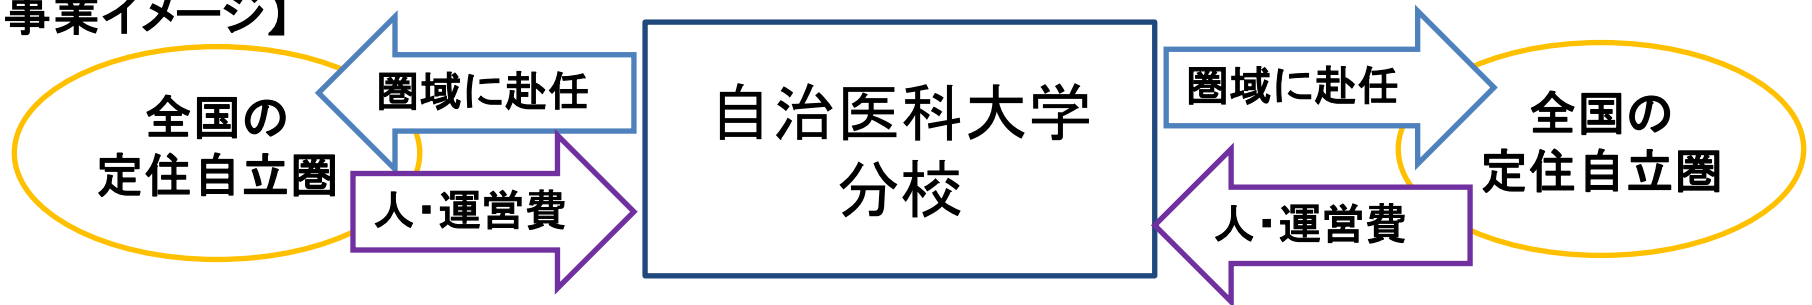 事業イメージ】
圏域に赴任
全国の
定住自立圏
人・運営費
自治医科大学
分校
圏域に赴任
全国の
定住自立圏
人・運営費